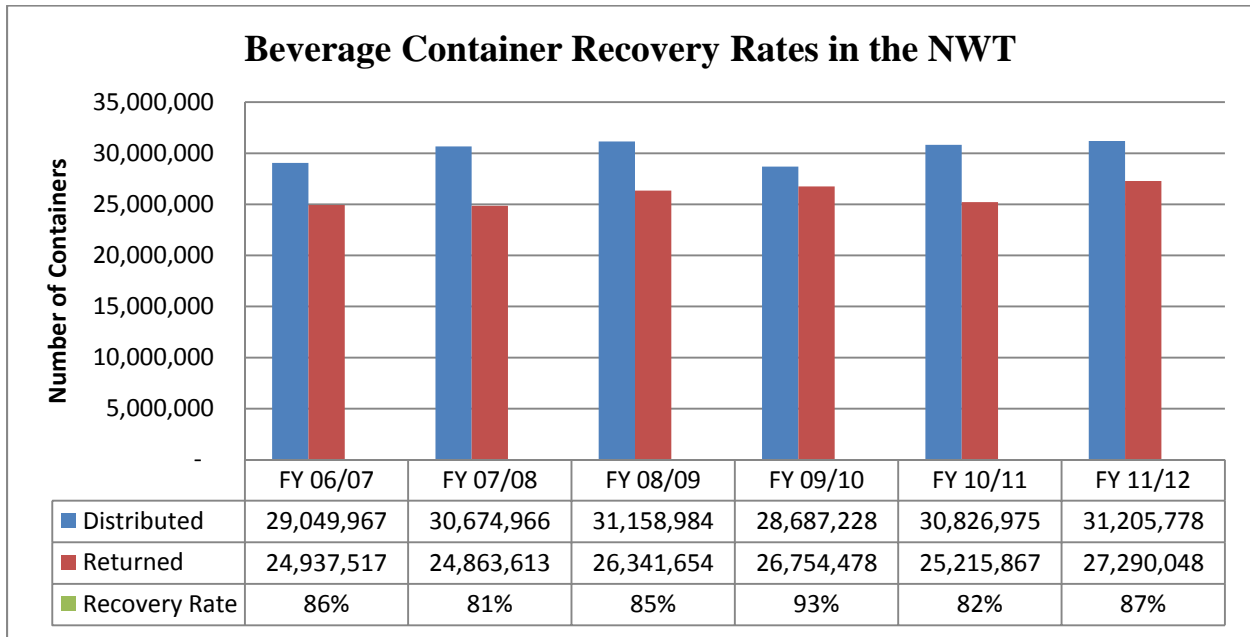 Beverage Container Recovery Rates in the NWT
Number of Containers
35,000,000
30,000,000
25,000,000
20,000,000
15,000,000
10,000,000
5,000,000
-
FY 06/07 FY 07/08 FY 08/09 FY 09/10 FY 10/11 FY 11/12
Distributed 29,049,967 30,674,966 31,158,984 28,687,228 30,826,975 31,205,778
Returned 24,937,517 24,863,613 26,341,654 26,754,478 25,215,867 27,290,048
Recovery Rate 86% 81% 85% 93% 82% 87%